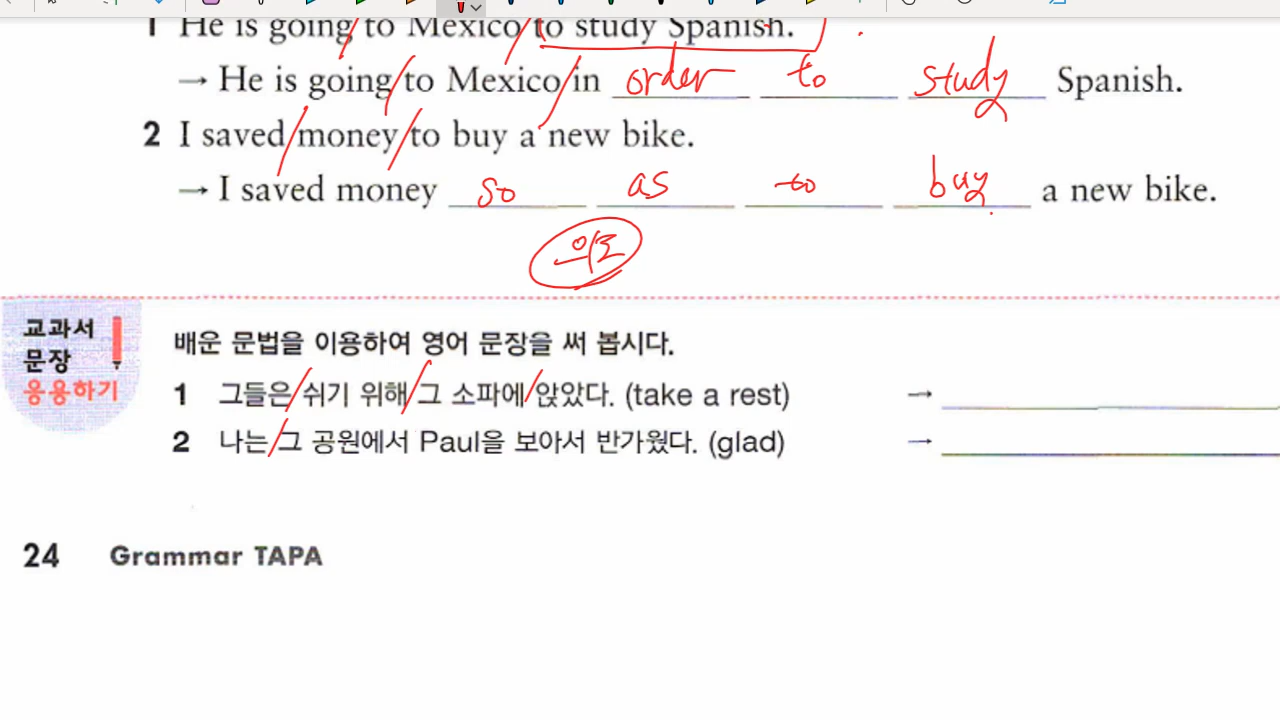 1 He is going to Mexico to study Spanish.
→ He is going to Mexico in order to study Spanish.
2 I saved money to buy a new bike.
→ I saved money so as to buy a new bike.
의도
교과서
문장
응용하기
배운 문법을 이용하여 영어 문장을 써 봅시다.
1 그들은 쉬기 위해 그 소파에 앉았다. (take a rest) →
2 나는 그 공원에서 Paul을 보아서 반가웠다. (glad) →
24 Grammar TAPA